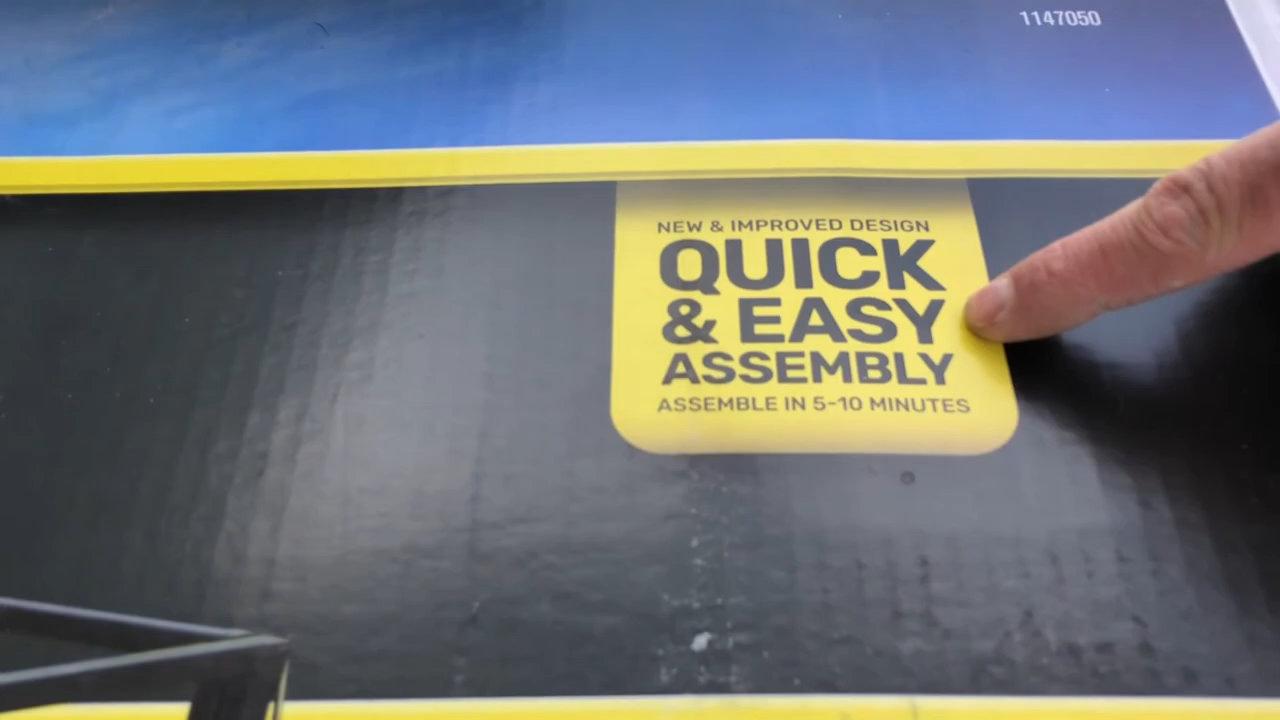 1147050
NEW & IMPROVED DESIGN
QUICK
& EASY
ASSEMBLY
ASSEMBLE IN 5-10 MINUTES